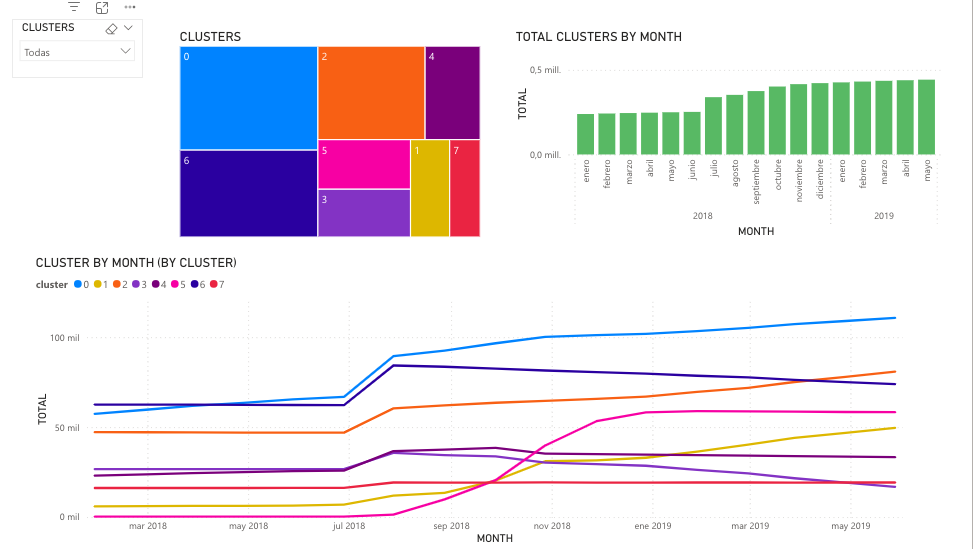 CLUSTERS
Todas
CLUSTERS
0
2
4
6
5
3
1
7
TOTAL CLUSTERS BY MONTH
TOTAL
0,5 mill.
0,0 mill.
enero
febrero
marzo
abril
mayo
junio
julio
agosto
septiembre
octubre
noviembre
diciembre
enero
febrero
marzo
abril
mayo
2018
2019
MONTH
CLUSTER BY MONTH (BY CLUSTER)
cluster 0 1 2 3 4 5 6 7
TOTAL
100 mil
50 mil
0 mil
mar 2018 may 2018 jul 2018 sep 2018 nov 2018 ene 2019 mar 2019 may 2019
MONTH